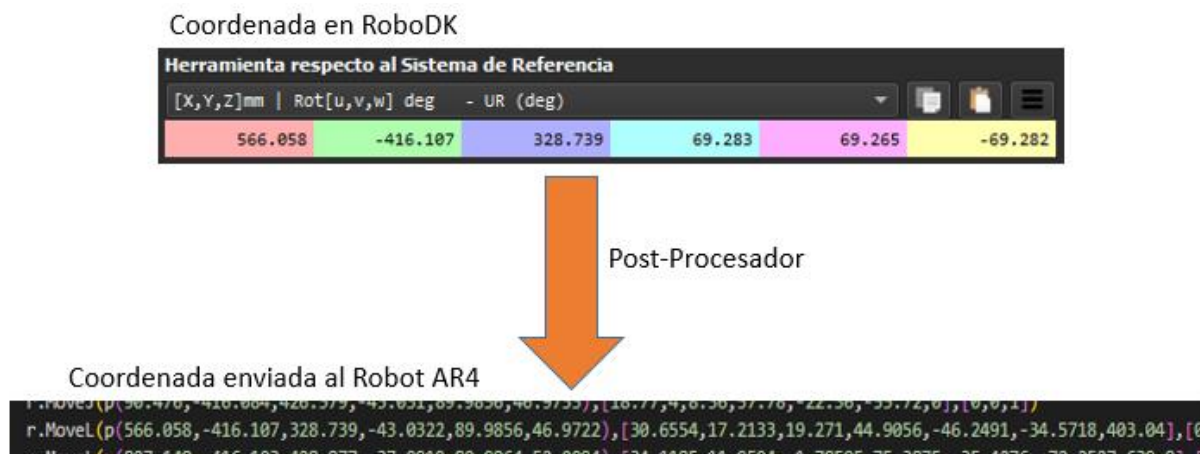 Coordenada en RoboDK
Herramienta respecto al Sistema de Referencia
[X,Y,Z]mm | Rot[u,v,w] deg - UR (deg)
566.058 -416.107 328.739 69.283 69.265 -69.282
Post-Procesador
Coordenada enviada al Robot AR4
r.MoveL(p(566.058,-416.107,328.739,-43.0322,89.9856,46.9722),[30.6554,17.2133,19.271,44.9056,-46.2491,-34.5718,403.04],[0